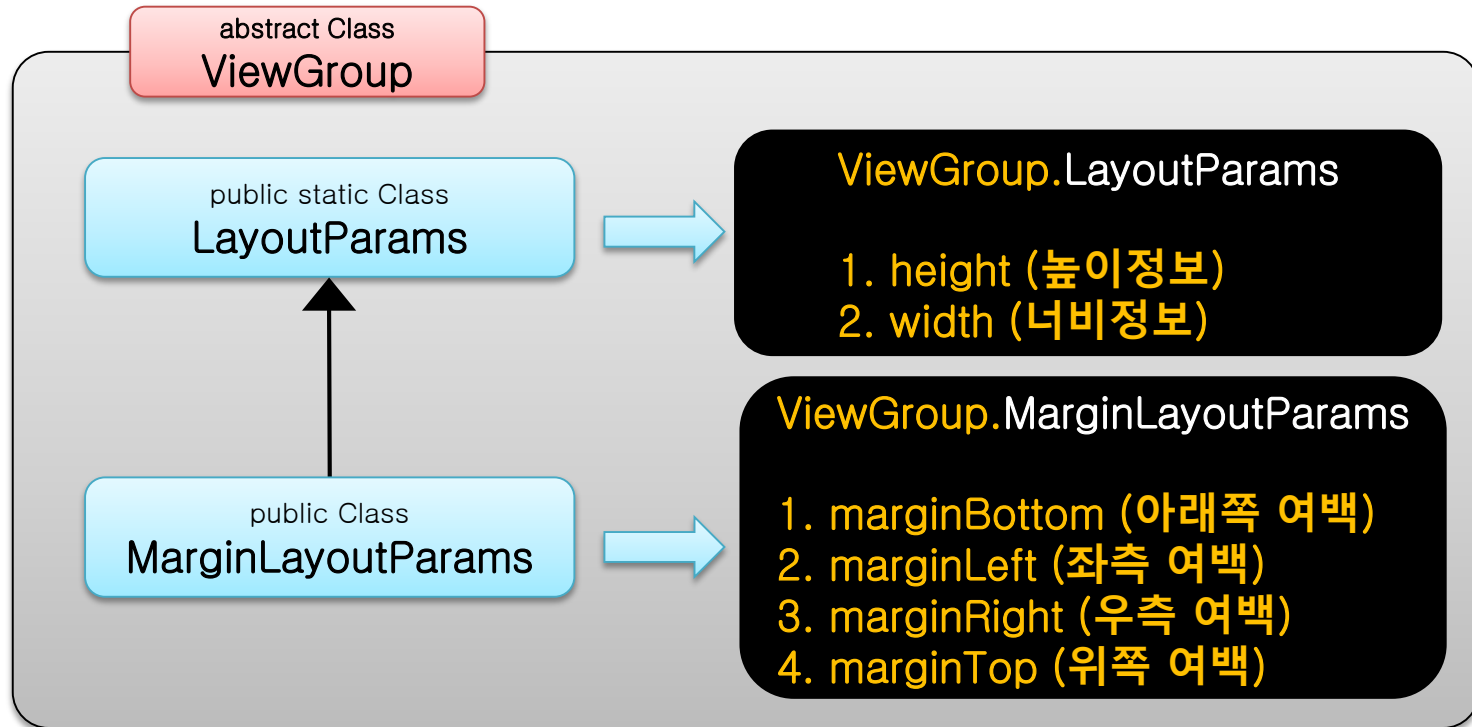 abstract Class
ViewGroup
public static Class
LayoutParams
ViewGroup.LayoutParams
1. height (높이정보)
2. width (너비정보)
public Class
MarginLayoutParams
ViewGroup.MarginLayoutParams
1. marginBottom (아래쪽 여백)
2. marginLeft (좌측 여백)
3. marginRight (우측 여백)
4. marginTop (위쪽 여백)